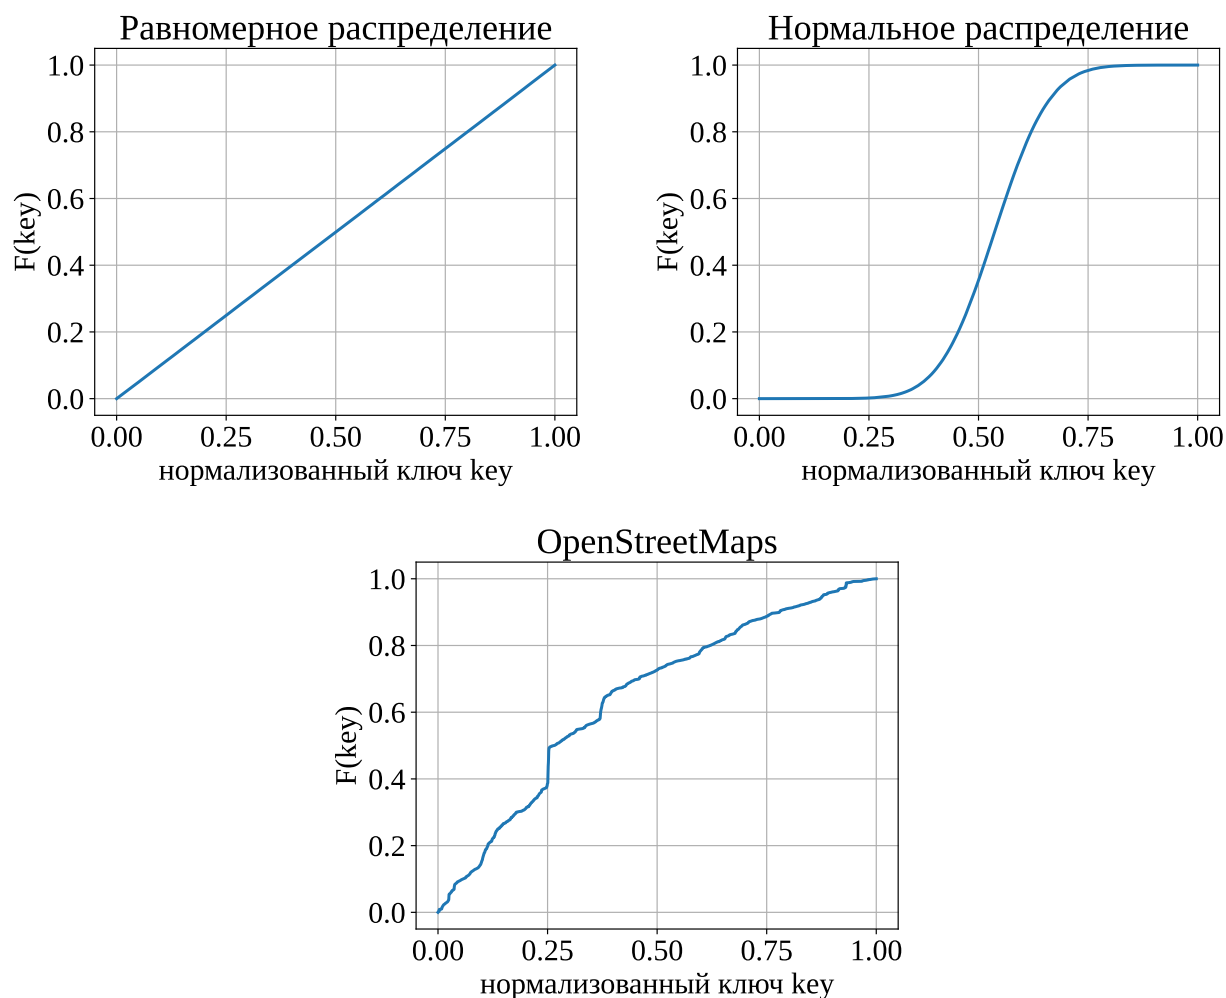 Равномерное распределение
1.0
0.8
0.6
0.4
0.2
0.0
F(key)
0.00 0.25 0.50 0.75 1.00
нормализованный ключ key
Нормальное распределение
1.0
0.8
0.6
0.4
0.2
0.0
F(key)
0.00 0.25 0.50 0.75 1.00
нормализованный ключ key
OpenStreetMaps
1.0
0.8
0.6
0.4
0.2
0.0
F(key)
0.00 0.25 0.50 0.75 1.00
нормализованный ключ key